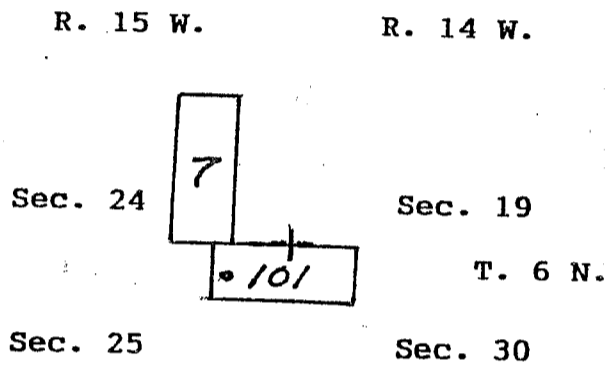 R. 15 W. R. 14 W.
7
Sec. 24 Sec. 19
101 T. 6 N.
Sec. 25 Sec. 30